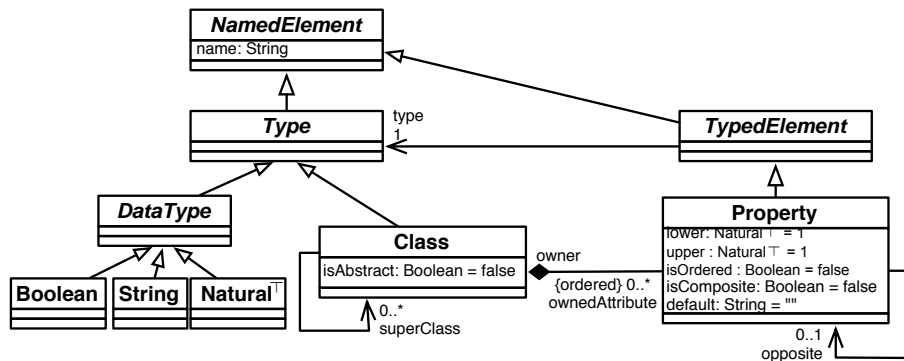 NamedElement
name: String
Type
type
1
TypedElement
DataType
Class
isAbstract: Boolean = false
owner
{ordered} 0..*
ownedAttribute
Property
lower: Natural⊤ = 1
upper : Natural⊤ = 1
isOrdered : Boolean = false
isComposite: Boolean = false
default: String = ""
Boolean
String
Natural⊤
0..*
superClass
0..1
opposite